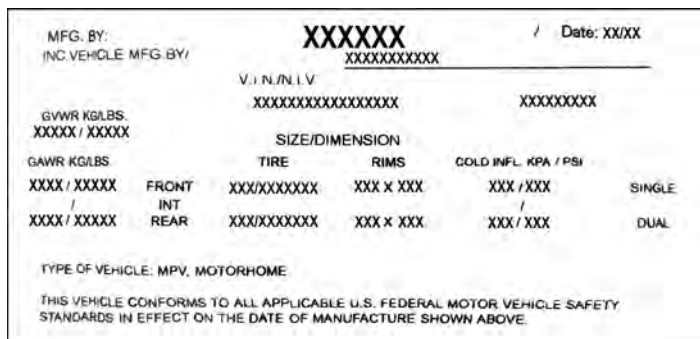 MFG. BY: XXXXXX / Date: XX/XX
INC.VEHICLE MFG.BY/ XXXXXXXXXXX
V.I.N./N.I.V
XXXXXXXXXXXXXXXXX XXXXXXXXX
GVWR KG/LBS.
XXXXX / XXXXX
SIZE/DIMENSION
GAWR KG/LBS. TIRE RIMS COLD INFL. KPA / PSI
XXXX / XXXXX FRONT XXX/XXXXXXX XXX X XXX XXX / XXX SINGLE
/ INT /
XXXX / XXXXX REAR XXX/XXXXXXX XXX X XXX XXX / XXX DUAL
TYPE OF VEHICLE: MPV, MOTORHOME
THIS VEHICLE CONFORMS TO ALL APPLICABLE U.S. FEDERAL MOTOR VEHICLE SAFETY
STANDARDS IN EFFECT ON THE DATE OF MANUFACTURE SHOWN ABOVE.